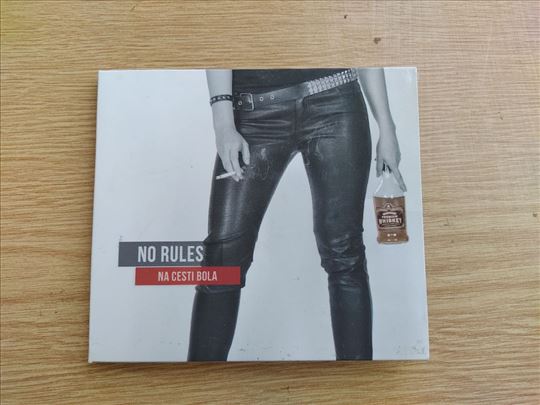 NO RULES
NA CESTI BOLA
WHISKEY